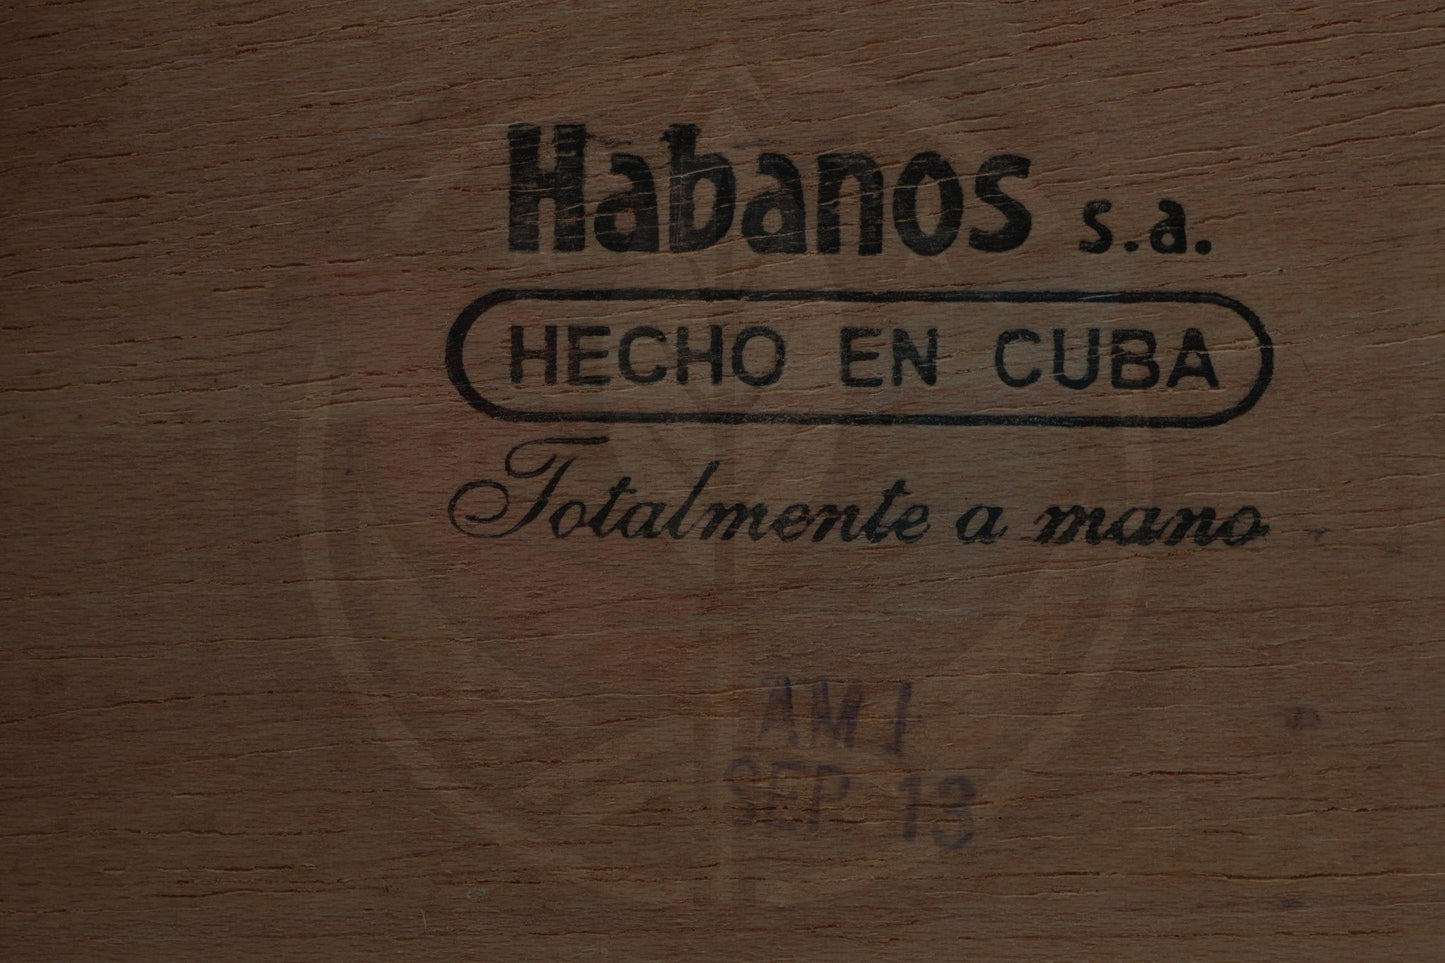 Habanos s.a.
HECHO EN CUBA
Totalmente a mano
AMI
SEP 13